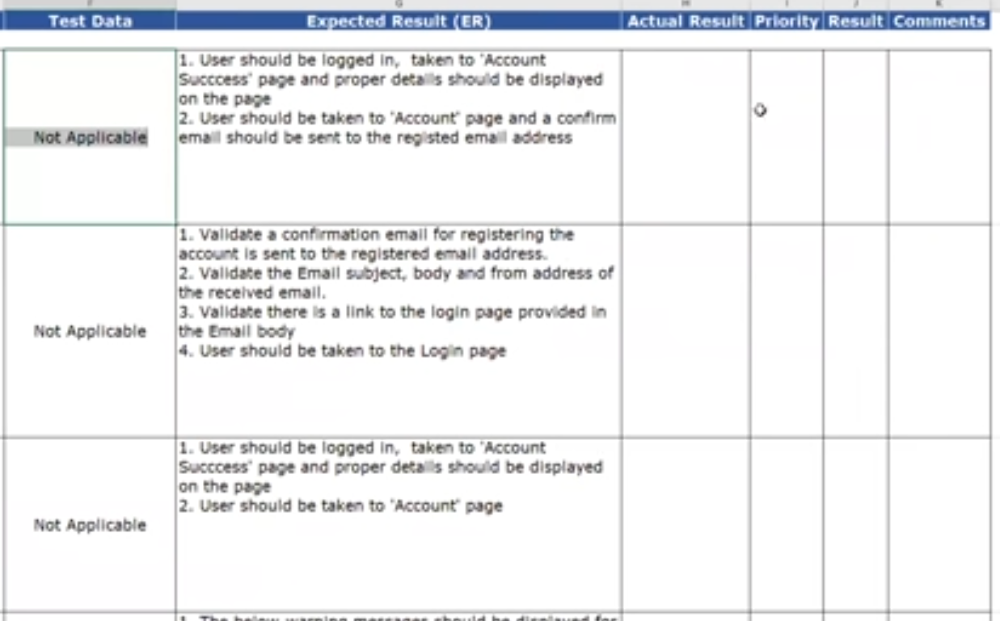 F G H I J K
Test Data Expected Result (ER) Actual Result Priority Result Comments
Not Applicable
1. User should be logged in,  taken to 'Account
Succcess' page and proper details should be displayed
on the page
2. User should be taken to 'Account' page and a confirm
email should be sent to the registed email address
Not Applicable
1. Validate a confirmation email for registering the
account is sent to the registered email address.
2. Validate the Email subject, body and from address of
the received email.
3. Validate there is a link to the login page provided in
the Email body
4. User should be taken to the Login page
Not Applicable
1. User should be logged in,  taken to 'Account
Succcess' page and proper details should be displayed
on the page
2. User should be taken to 'Account' page
1. The below warning messages should be displayed for